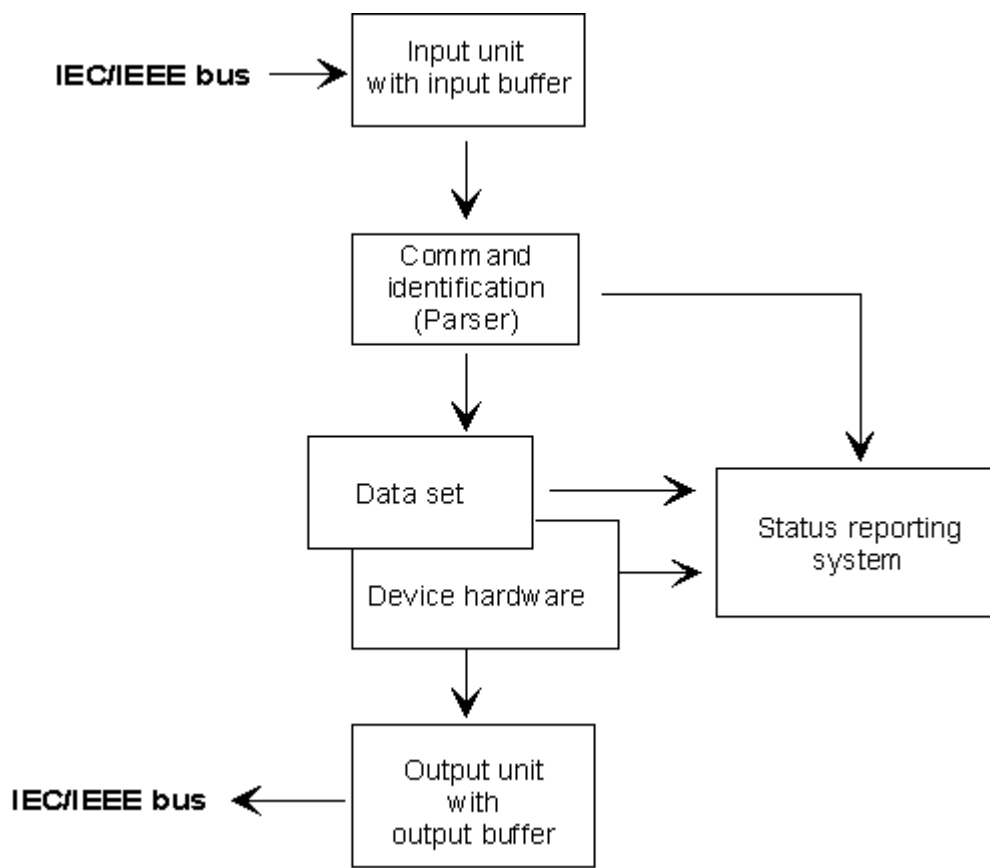 Input unit
with input buffer
IEC/IEEE bus
Command
identification
(Parser)
Data set
Status reporting
system
Device hardware
Output unit
with
output buffer
IEC/IEEE bus